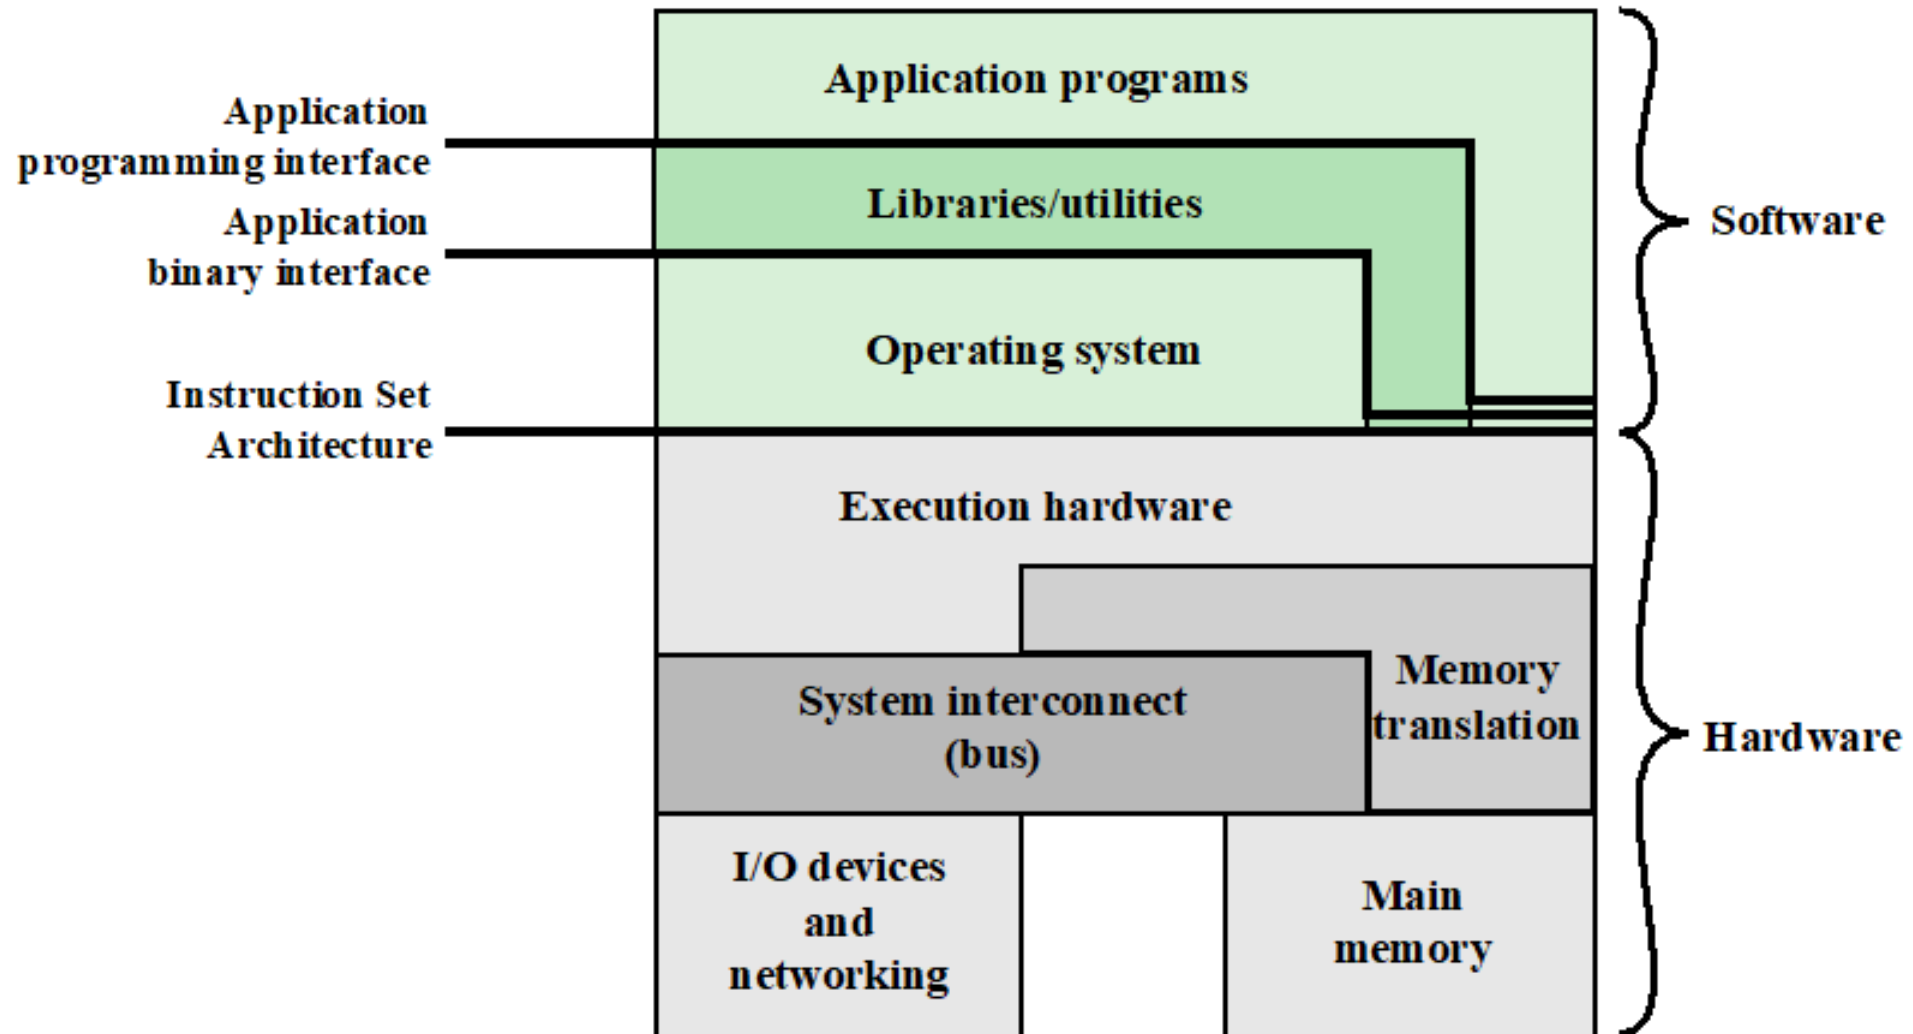 Application programs
Application
programming interface
Libraries/utilities
Application
binary interface
Software
Operating system
Instruction Set
Architecture
Execution hardware
Memory
translation
System interconnect
(bus)
Hardware
I/O devices
and
networking
Main
memory